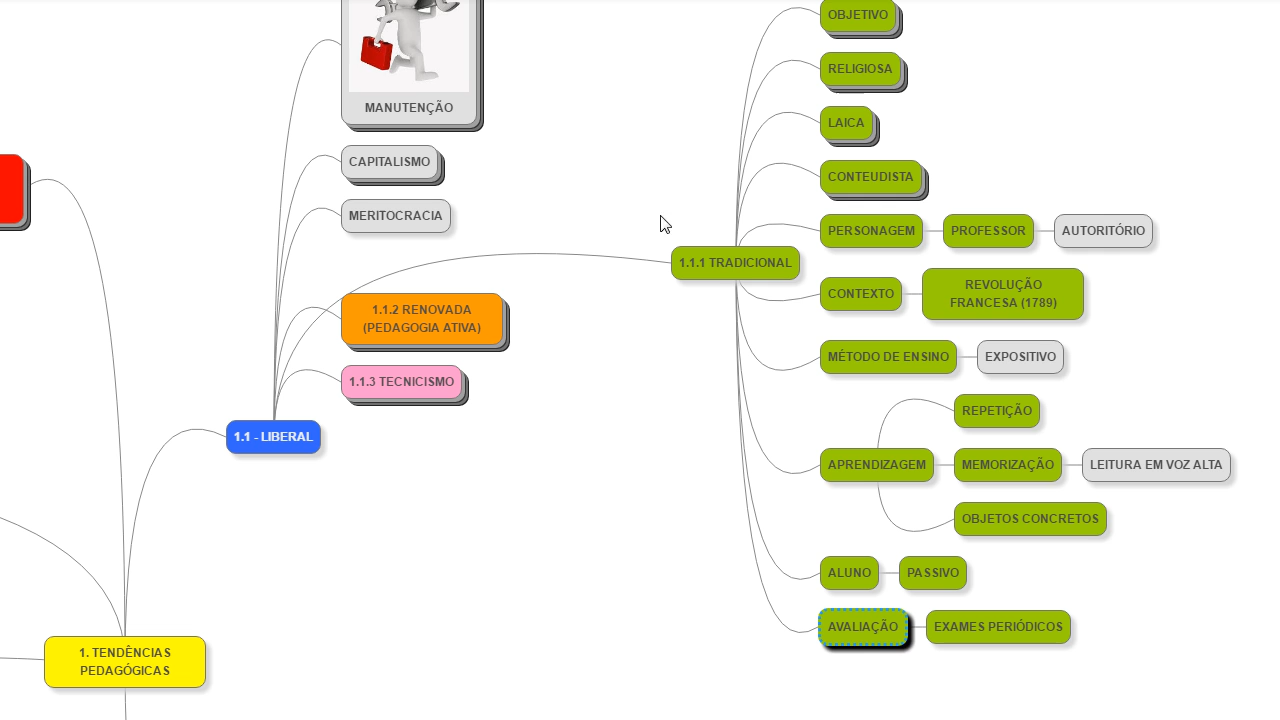 MANUTENÇÃO
CAPITALISMO
MERITOCRACIA
1.1.2 RENOVADA
(PEDAGOGIA ATIVA)
1.1.3 TECNICISMO
1.1 - LIBERAL
1. TENDÊNCIAS
PEDAGÓGICAS
1.1.1 TRADICIONAL
OBJETIVO
RELIGIOSA
LAICA
CONTEUDISTA
PERSONAGEM
PROFESSOR
AUTORITÓRIO
CONTEXTO
REVOLUÇÃO
FRANCESA (1789)
MÉTODO DE ENSINO
EXPOSITIVO
APRENDIZAGEM
REPETIÇÃO
MEMORIZAÇÃO
LEITURA EM VOZ ALTA
OBJETOS CONCRETOS
ALUNO
PASSIVO
AVALIAÇÃO
EXAMES PERIÓDICOS